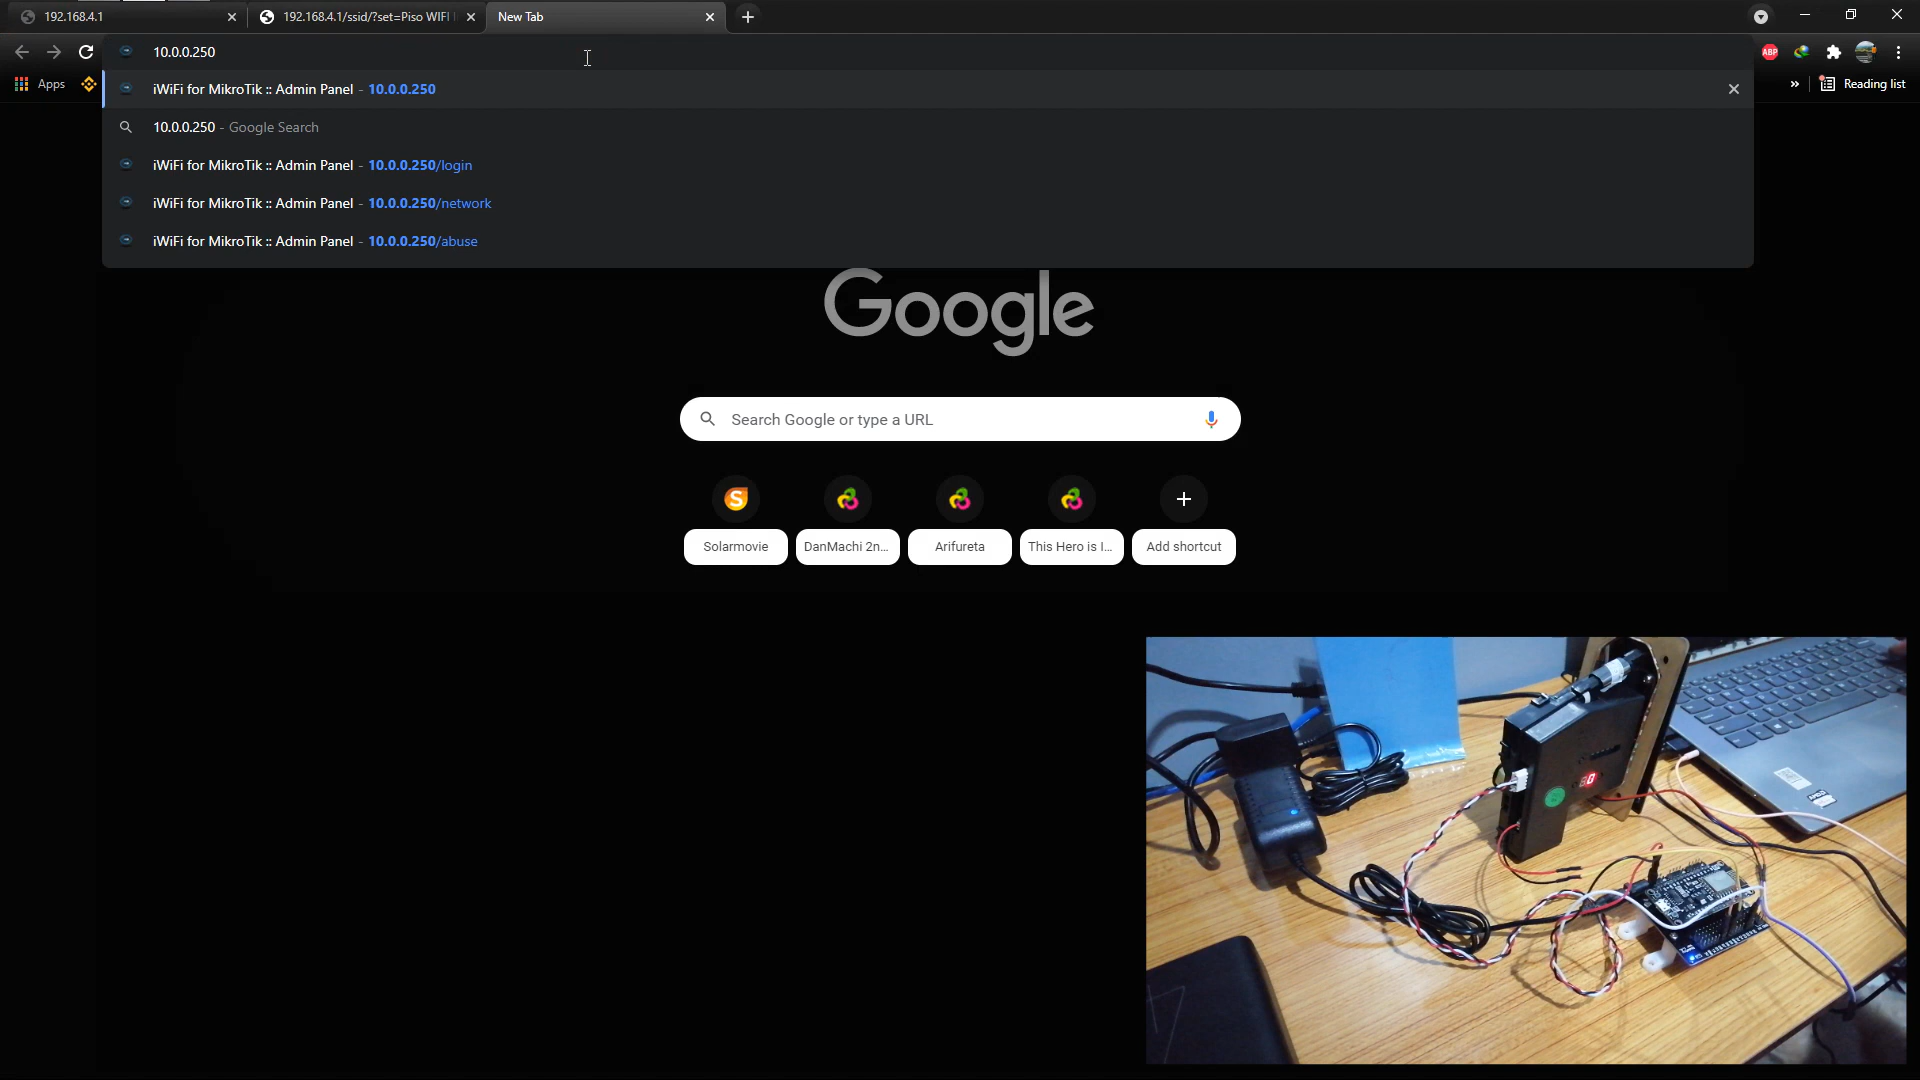 192.168.4.1
192.168.4.1/ssid/?set=Piso WIFI
New Tab
10.0.0.250
ABP
Apps
iWiFi for MikroTik :: Admin Panel - 10.0.0.250
Reading list
10.0.0.250 - Google Search
iWiFi for MikroTik :: Admin Panel - 10.0.0.250/login
iWiFi for MikroTik :: Admin Panel - 10.0.0.250/network
iWiFi for MikroTik :: Admin Panel - 10.0.0.250/abuse
Google
Search Google or type a URL
S
Solarmovie
DanMachi 2n...
Arifureta
This Hero is I...
Add shortcut